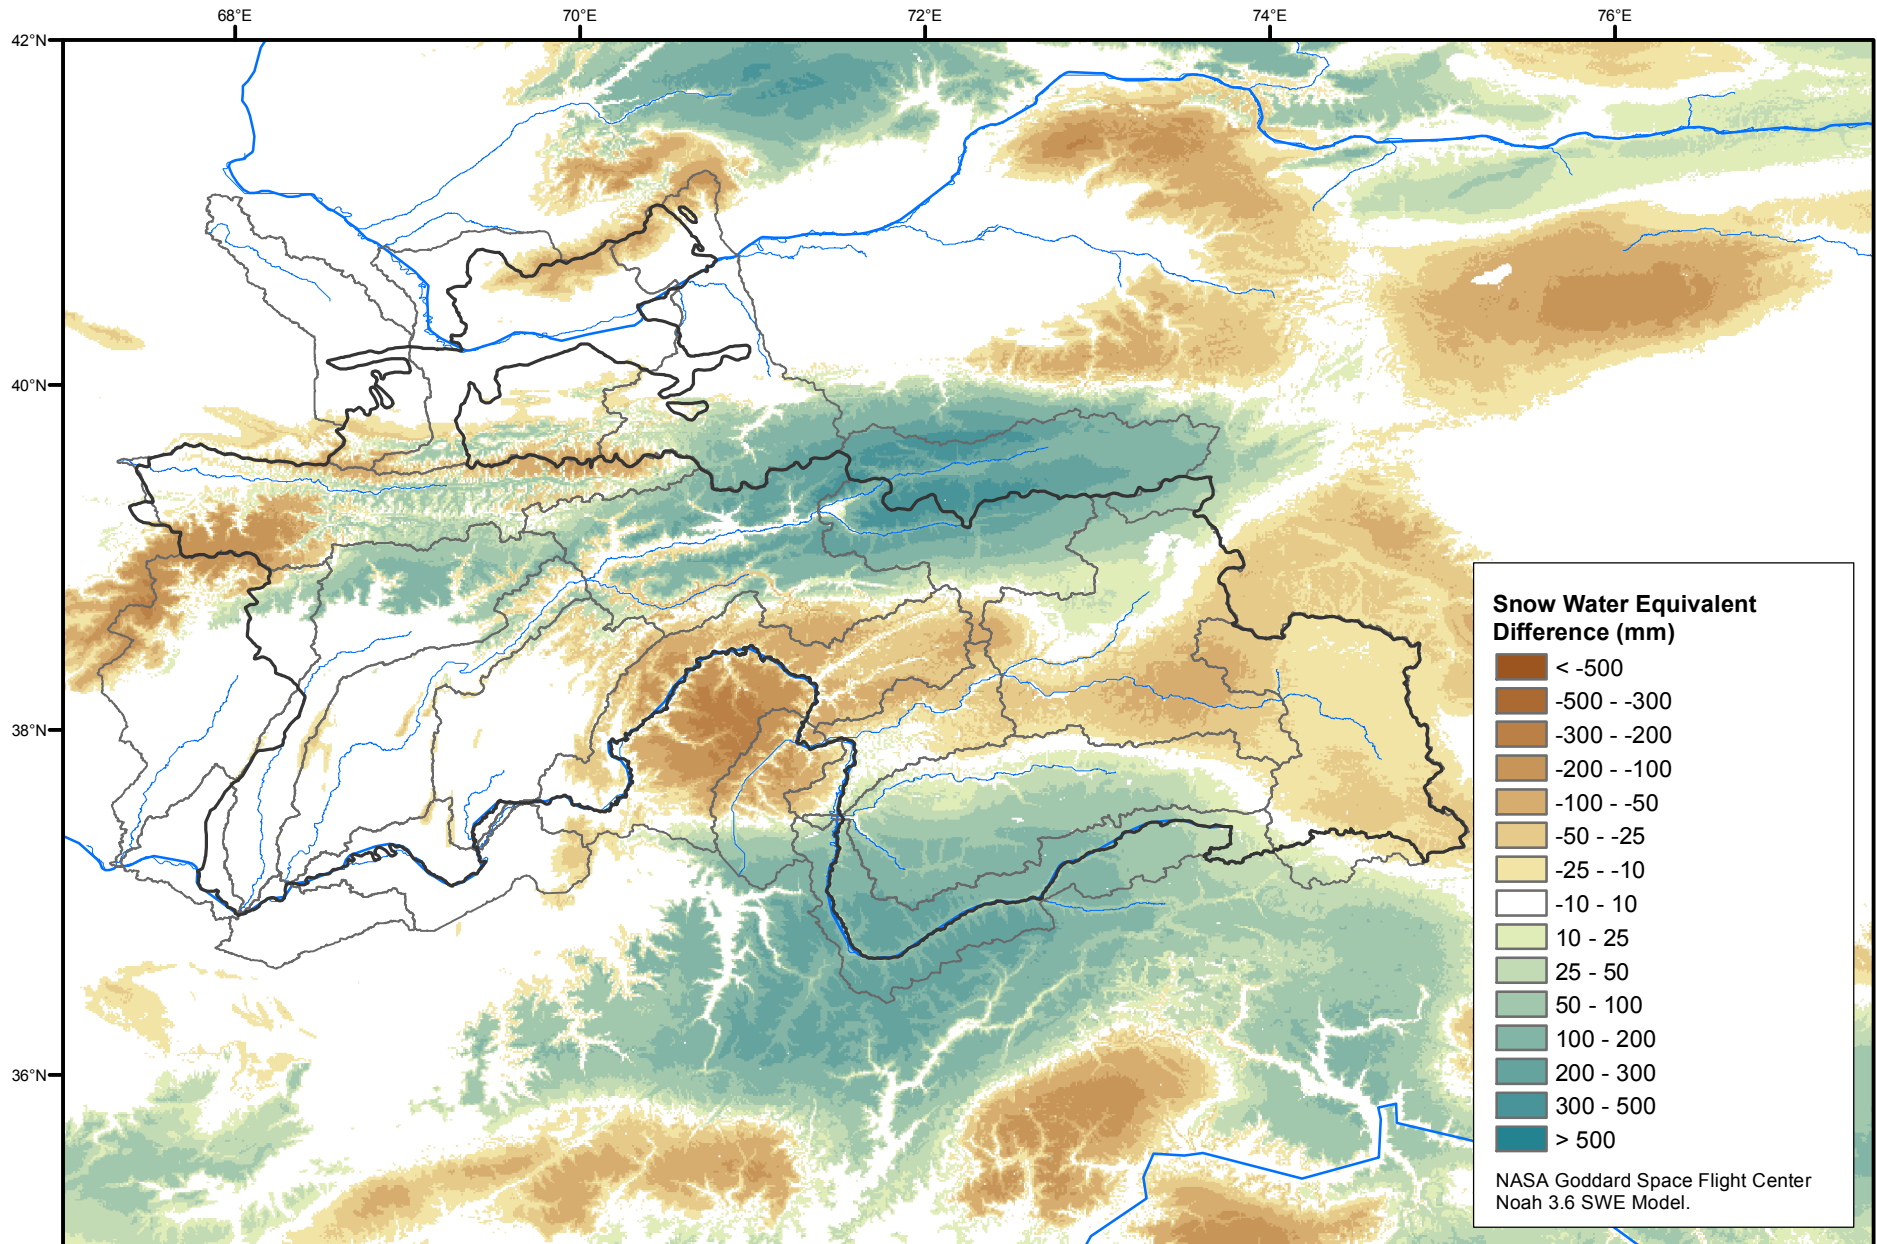 68°E 70°E 72°E 74°E 76°E
42°N
40°N
38°N
36°N
Snow Water Equivalent
Difference (mm)
< -500
-500 - -300
-300 - -200
-200 - -100
-100 - -50
-50 - -25
-25 - -10
-10 - 10
10 - 25
25 - 50
50 - 100
100 - 200
200 - 300
300 - 500
> 500
NASA Goddard Space Flight Center
Noah 3.6 SWE Model.